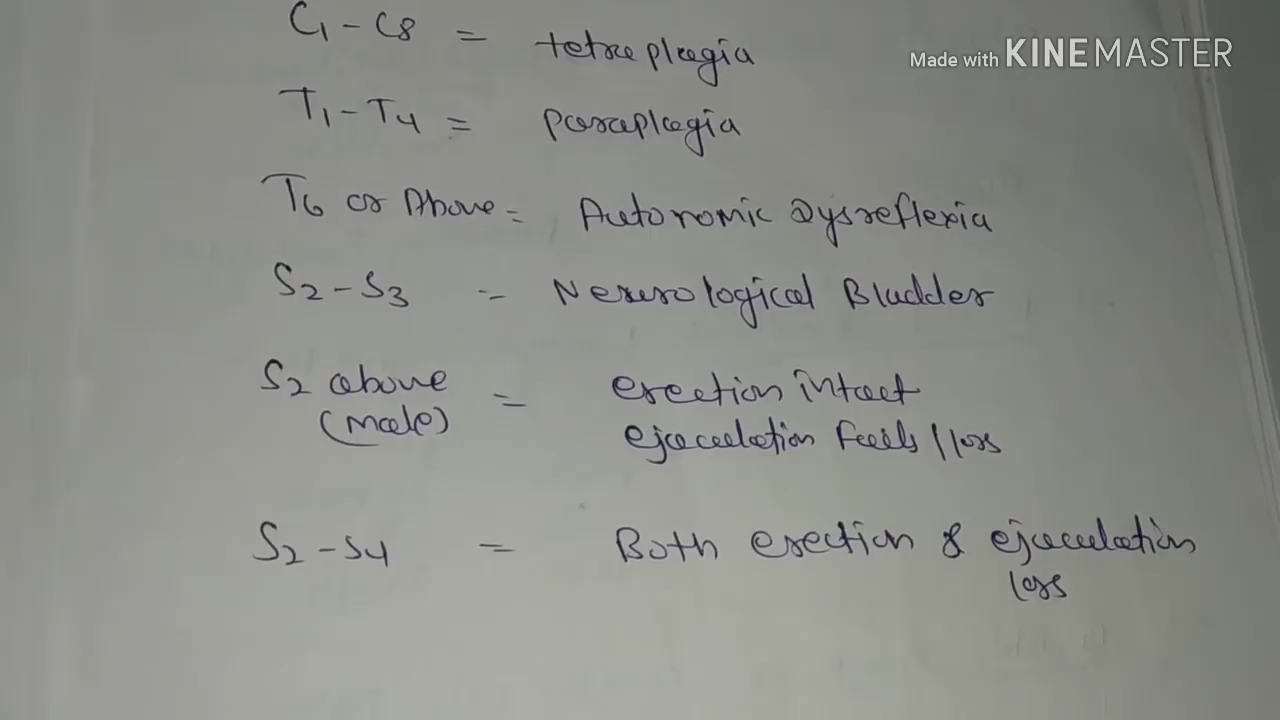 C1 - C8 = tetraplegia
Made with KINEMASTER
T1 - T4 = paraplegia
T6 or Above = Autonomic Dysreflexia
S2 - S3 = Neurological Bladder
S2 above = erection intact
(Male) ejaculation fails / loss
S2 - S4 = Both erection & ejaculation
loss